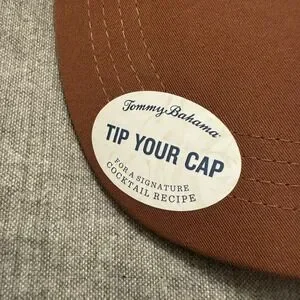 Tommy Bahama
TIP YOUR CAP
FOR A SIGNATURE
COCKTAIL RECIPE